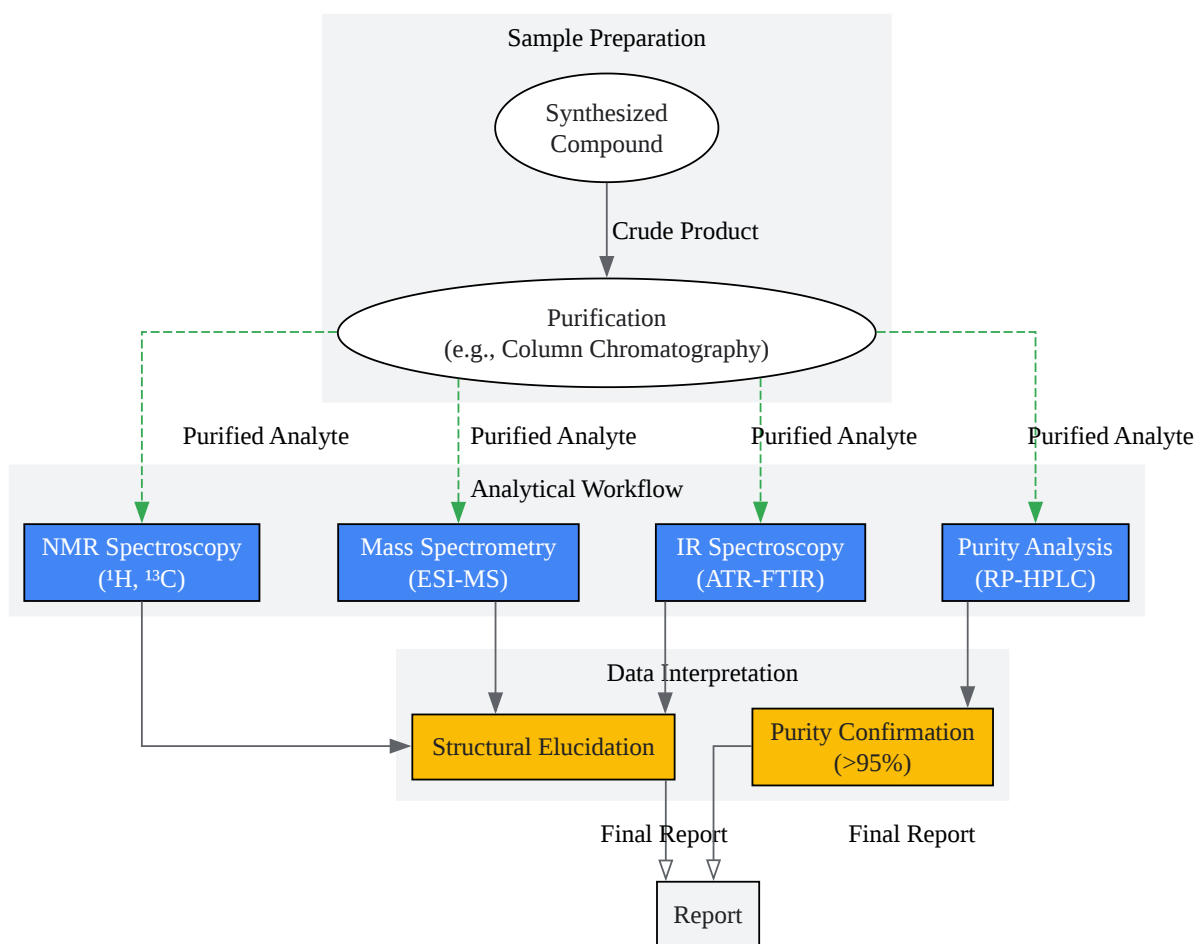 Sample Preparation
Synthesized
Compound
Crude Product
Purification
(e.g., Column Chromatography)
Purified Analyte
Purified Analyte
Purified Analyte
Purified Analyte
Analytical Workflow
NMR Spectroscopy
(¹H, ¹³C)
Mass Spectrometry
(ESI-MS)
IR Spectroscopy
(ATR-FTIR)
Purity Analysis
(RP-HPLC)
Data Interpretation
Structural Elucidation
Purity Confirmation
(>95%)
Final Report
Final Report
Report